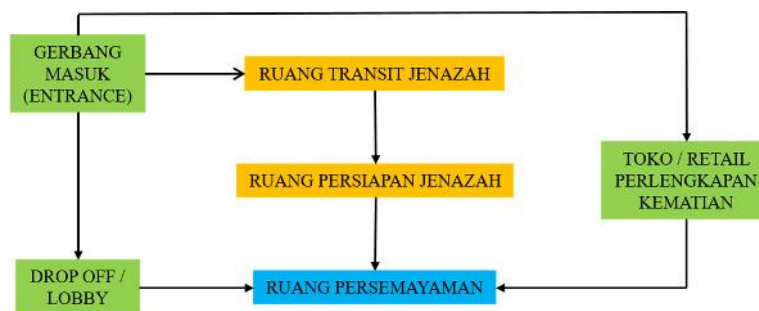 GERBANG
MASUK
(ENTRANCE)
RUANG TRANSIT JENAZAH
RUANG PERSIAPAN JENAZAH
TOKO / RETAIL
PERLENGKAPAN
KEMATIAN
DROP OFF /
LOBBY
RUANG PERSEMAYAMAN